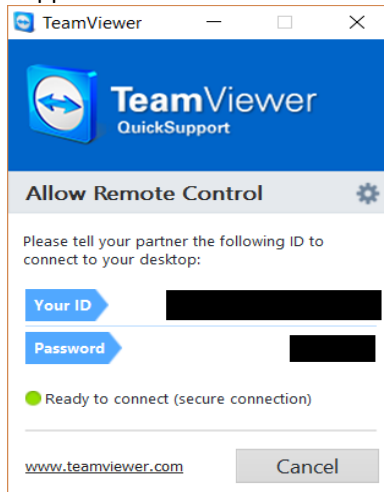 TeamViewer
TeamViewer
QuickSupport
Allow Remote Control
Please tell your partner the following ID to
connect to your desktop:
Your ID
Password
Ready to connect (secure connection)
www.teamviewer.com
Cancel